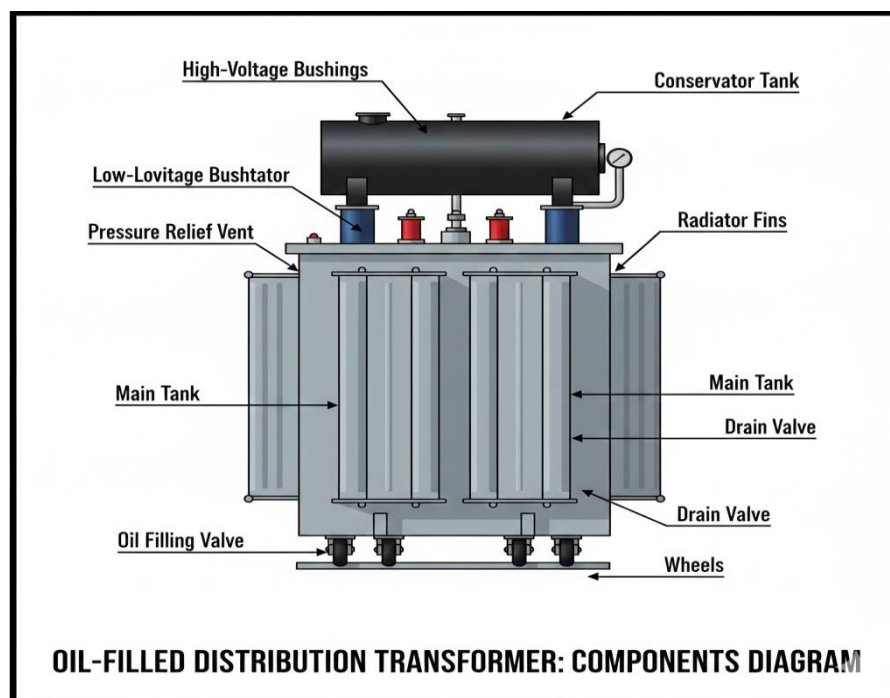 High-Voltage Bushings
Conservator Tank
Low-Lovitage Bushtator
Pressure Relief Vent
Radiator Fins
Main Tank
Main Tank
Drain Valve
Drain Valve
Oil Filling Valve
Wheels
OIL-FILLED DISTRIBUTION TRANSFORMER: COMPONENTS DIAGRAM